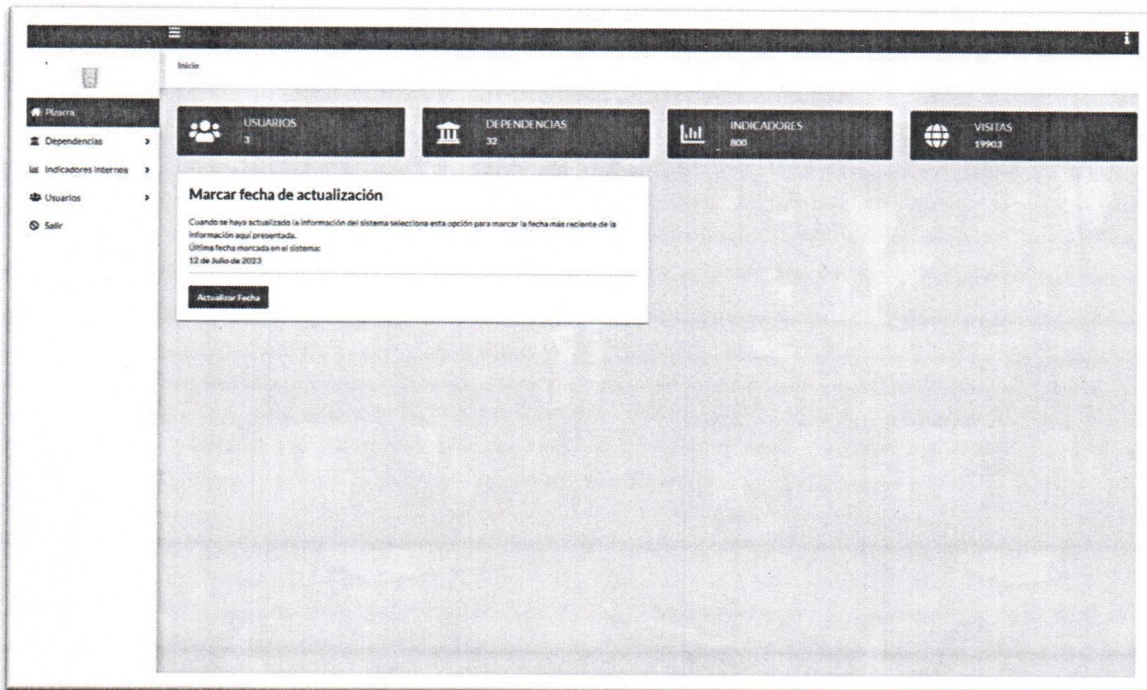 Inicio
Pizarra
Dependencias
Indicadores Internos
Usuarios
Salir
USUARIOS
3
DEPENDENCIAS
32
INDICADORES
800
VISITAS
19903
Marcar fecha de actualización
Cuando se haya actualizado la información del sistema selecciona esta opción para marcar la fecha más reciente de la
información aquí presentada.
Última fecha marcada en el sistema:
12 de Julio de 2023
Actualizar Fecha